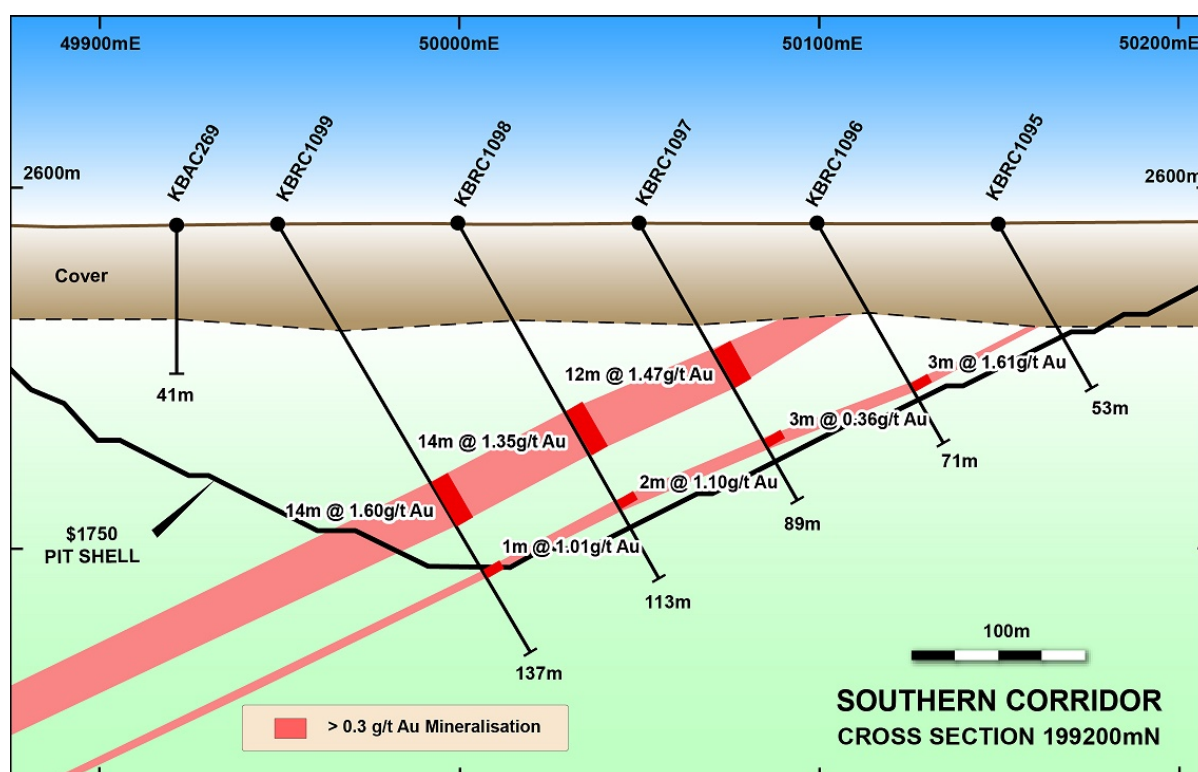 49900mE
50000mE
50100mE
50200mE
KBAC269
KBRC1099
KBRC1098
KBRC1097
KBRC1096
KBRC1095
2600m
2600m
Cover
41m
12m @ 1.47g/t Au
3m @ 1.61g/t Au
53m
14m @ 1.35g/t Au
3m @ 0.36g/t Au
71m
2m @ 1.10g/t Au
14m @ 1.60g/t Au
89m
$1750
PIT SHELL
1m @ 1.01g/t Au
113m
137m
100m
SOUTHERN CORRIDOR
CROSS SECTION 199200mN
> 0.3 g/t Au Mineralisation